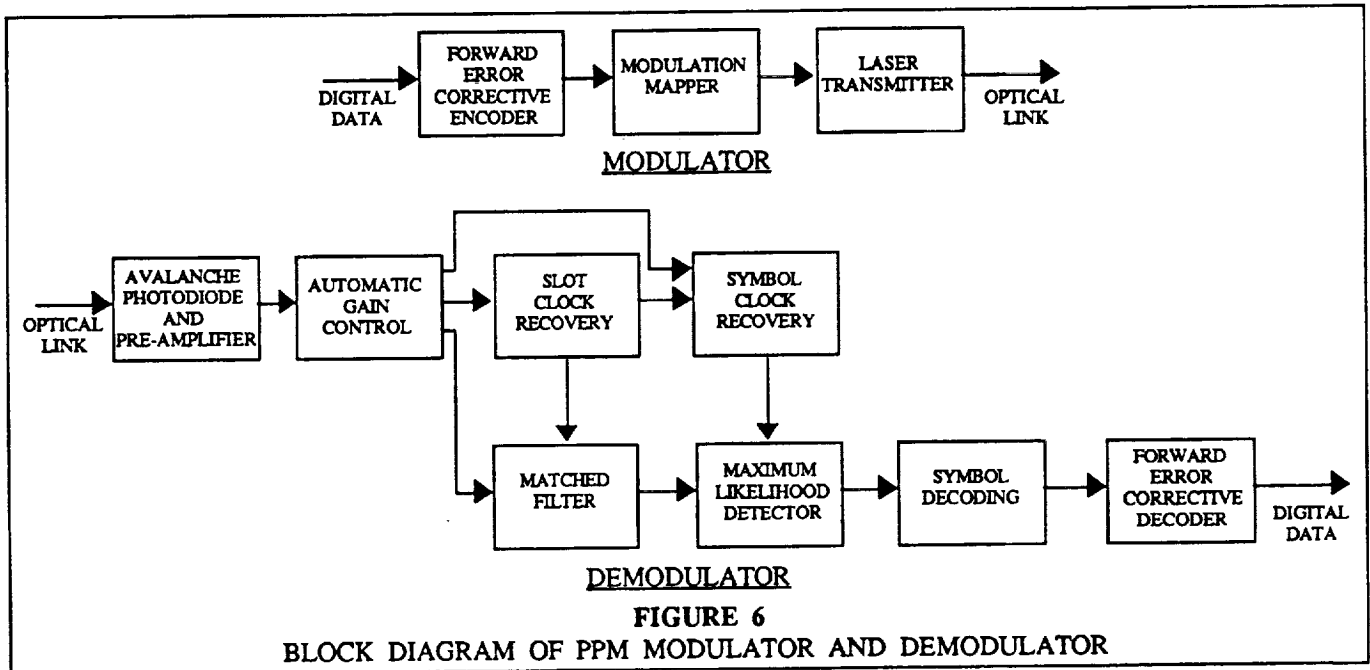 DIGITAL
DATA
FORWARD
ERROR
CORRECTIVE
ENCODER
MODULATION
MAPPER
LASER
TRANSMITTER
OPTICAL
LINK
MODULATOR
OPTICAL
LINK
AVALANCHE
PHOTODIODE
AND
PRE-AMPLIFIER
AUTOMATIC
GAIN
CONTROL
SLOT
CLOCK
RECOVERY
SYMBOL
CLOCK
RECOVERY
MATCHED
FILTER
MAXIMUM
LIKELIHOOD
DETECTOR
SYMBOL
DECODING
FORWARD
ERROR
CORRECTIVE
DECODER
DIGITAL
DATA
DEMODULATOR
FIGURE 6
BLOCK DIAGRAM OF PPM MODULATOR AND DEMODULATOR